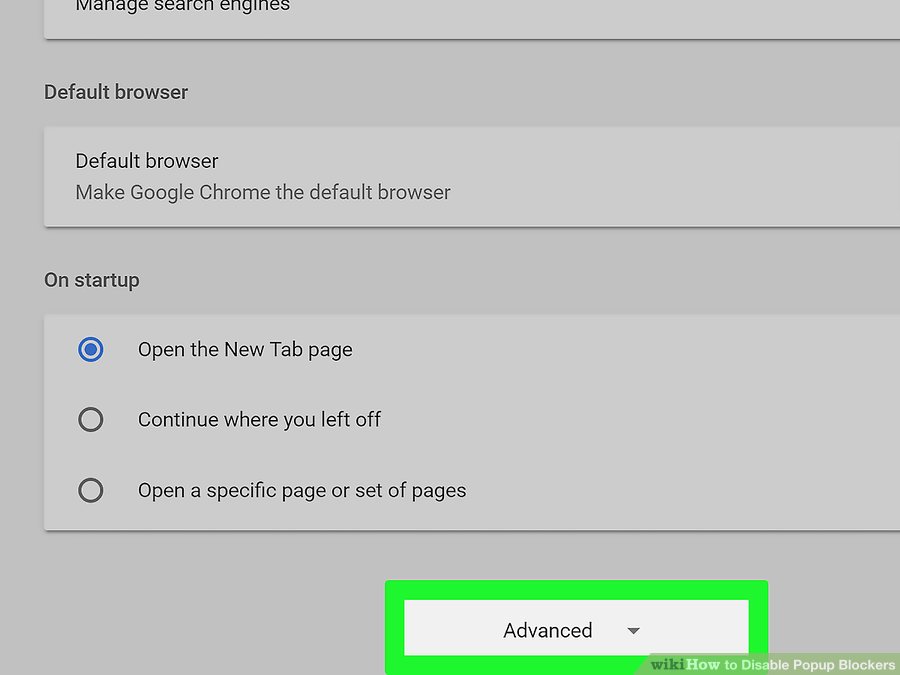 Manage search engines
Default browser
Default browser
Make Google Chrome the default browser
On startup
Open the New Tab page
Continue where you left off
Open a specific page or set of pages
Advanced
wikiHow to Disable Popup Blockers